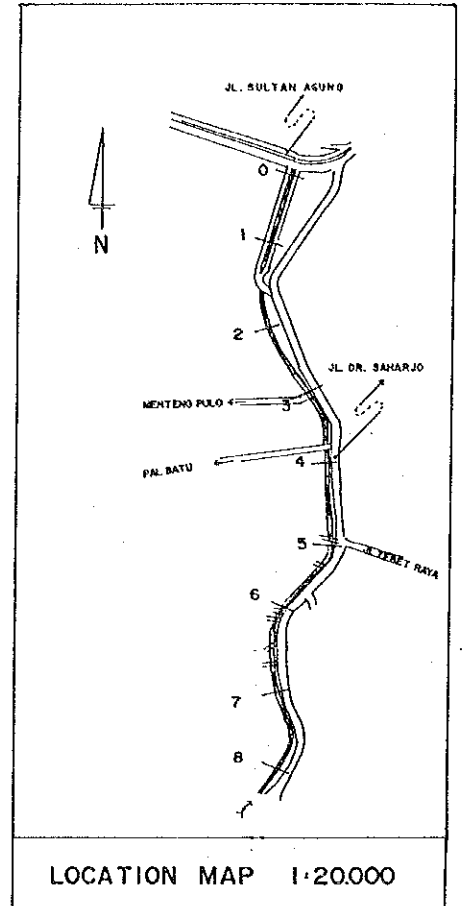 JL. SULTAN AGUNG
0
N
1
2
JL. DR. SAHARJO
MENTENG PULO
3
PAL BATU
4
5
JL TEBET RAYA
6
7
8
LOCATION MAP 1:20.000